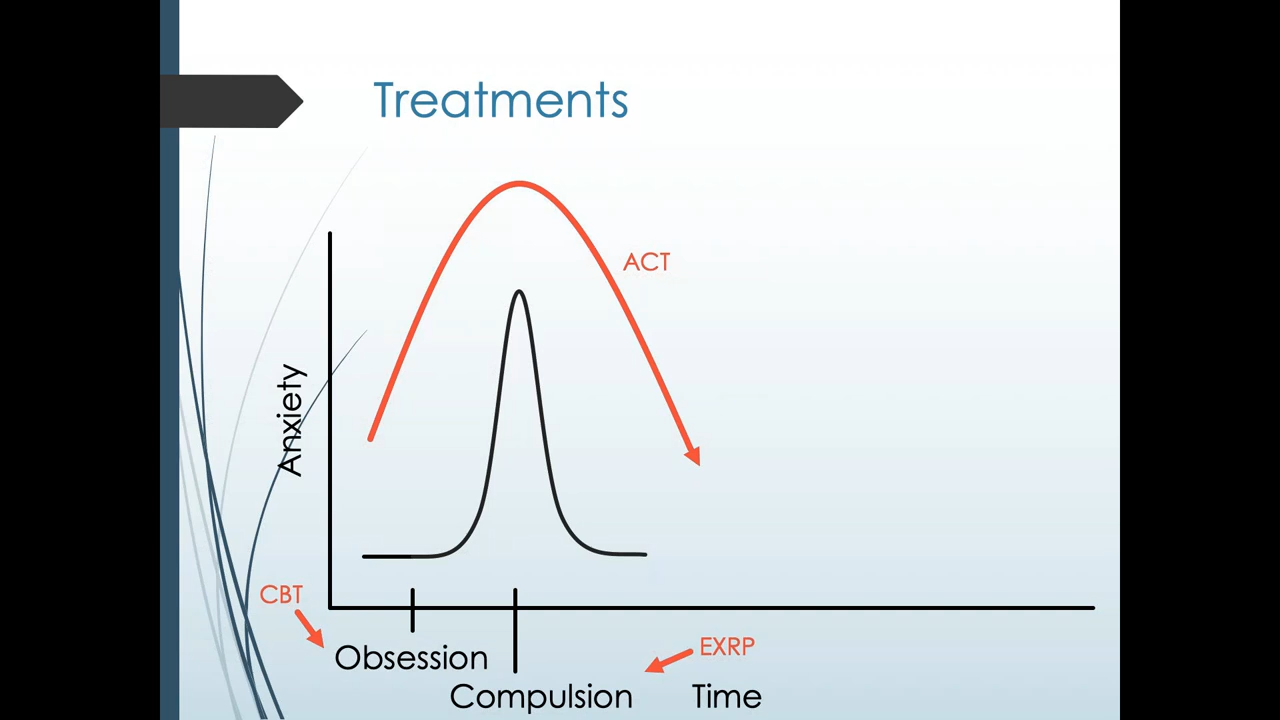 Treatments
ACT
Anxiety
CBT
Obsession
EXRP
Compulsion
Time